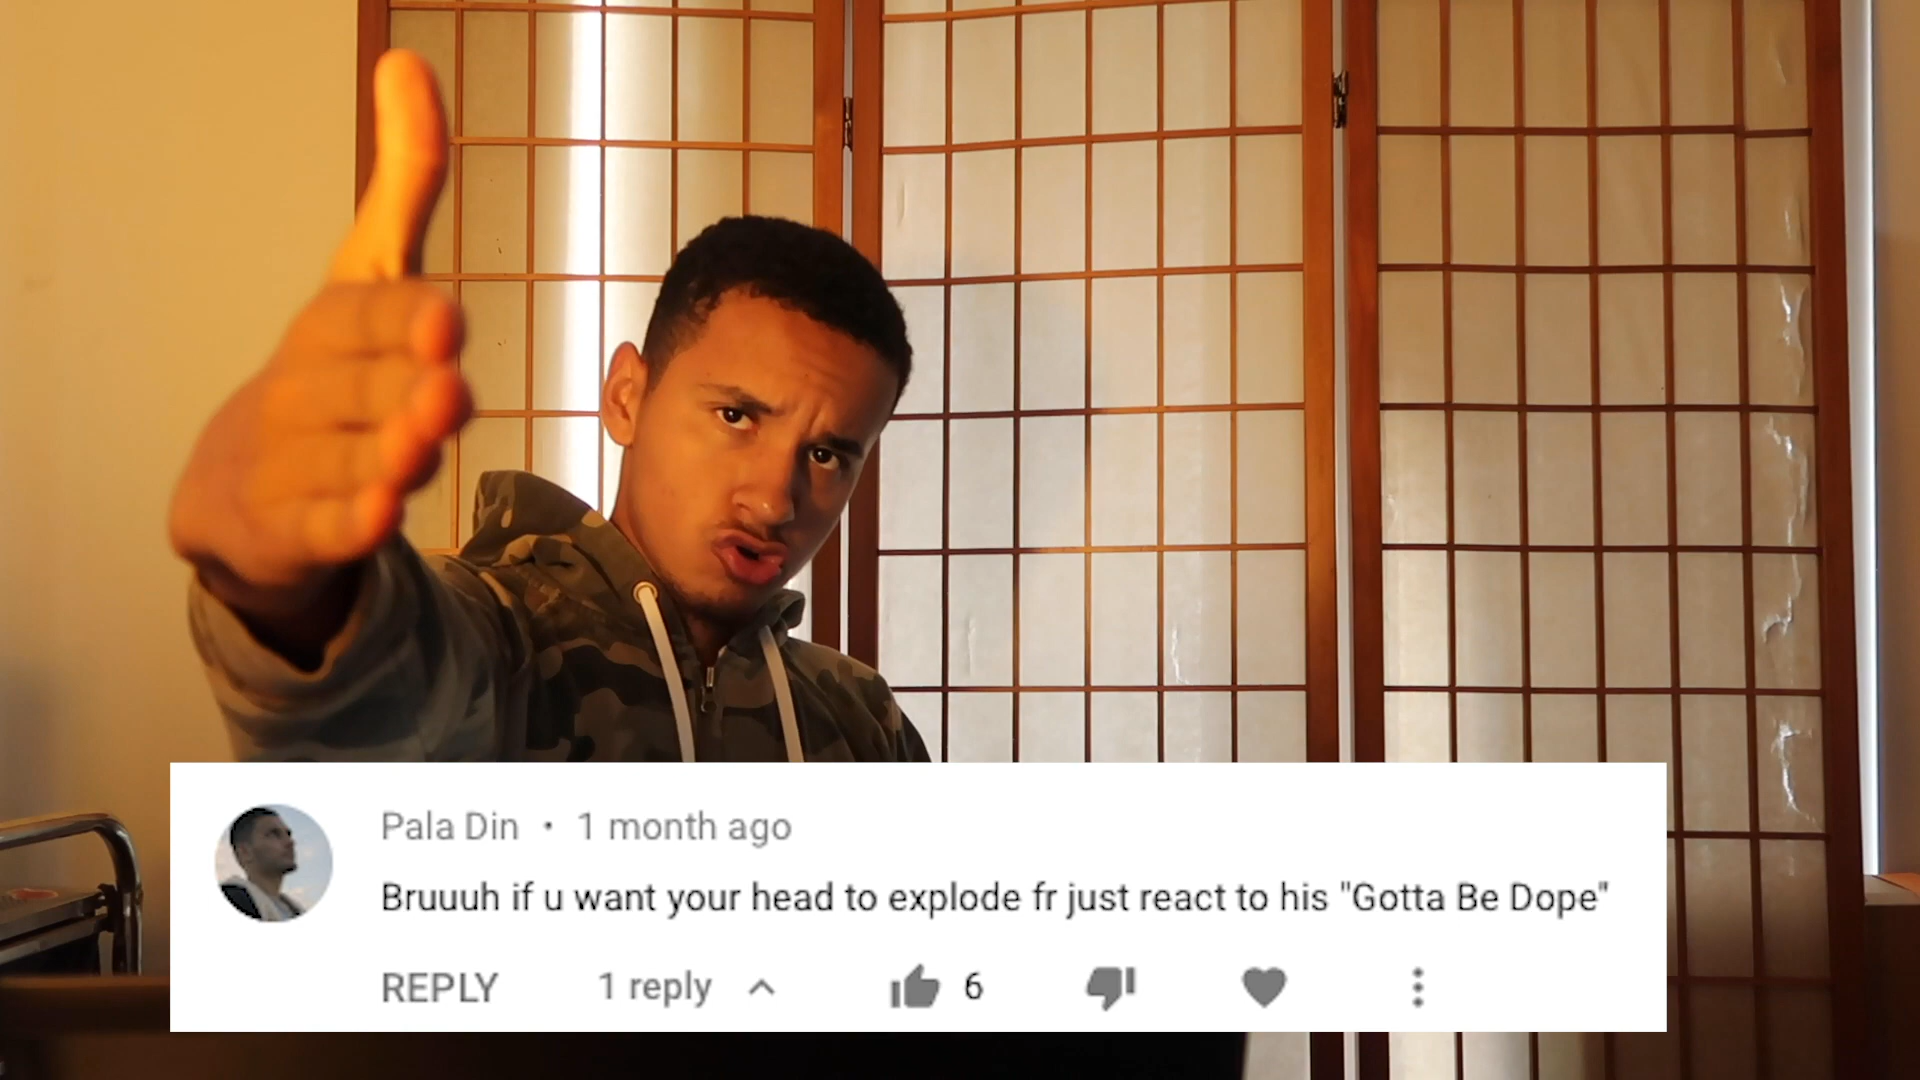 Pala Din • 1 month ago
Bruuuh if u want your head to explode fr just react to his "Gotta Be Dope"
REPLY 1 reply 6